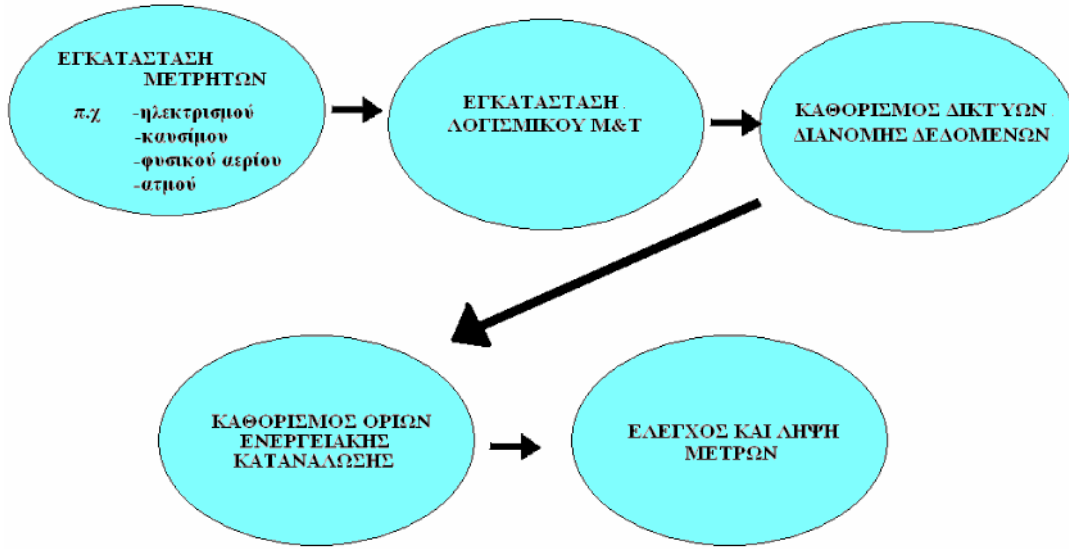 ΕΓΚΑΤΑΣΤΑΣΗ
ΜΕΤΡΗΤΩΝ
π.χ -ηλεκτρισμού
-καυσίμου
-φυσικού αερίου
-ατμού
ΕΓΚΑΤΑΣΤΑΣΗ
ΛΟΓΙΣΜΙΚΟΥ Μ&Τ
ΚΑΘΟΡΙΣΜΟΣ ΔΙΚΤΎΩΝ
ΔΙΑΝΟΜΗΣ ΔΕΔΟΜΕΝΩΝ
ΚΑΘΟΡΙΣΜΟΣ ΟΡΙΩΝ
ΕΝΕΡΓΕΙΑΚΗΣ
ΚΑΤΑΝΑΛΩΣΗΣ
ΕΛΕΓΧΟΣ ΚΑΙ ΛΗΨΗ
ΜΕΤΡΩΝ